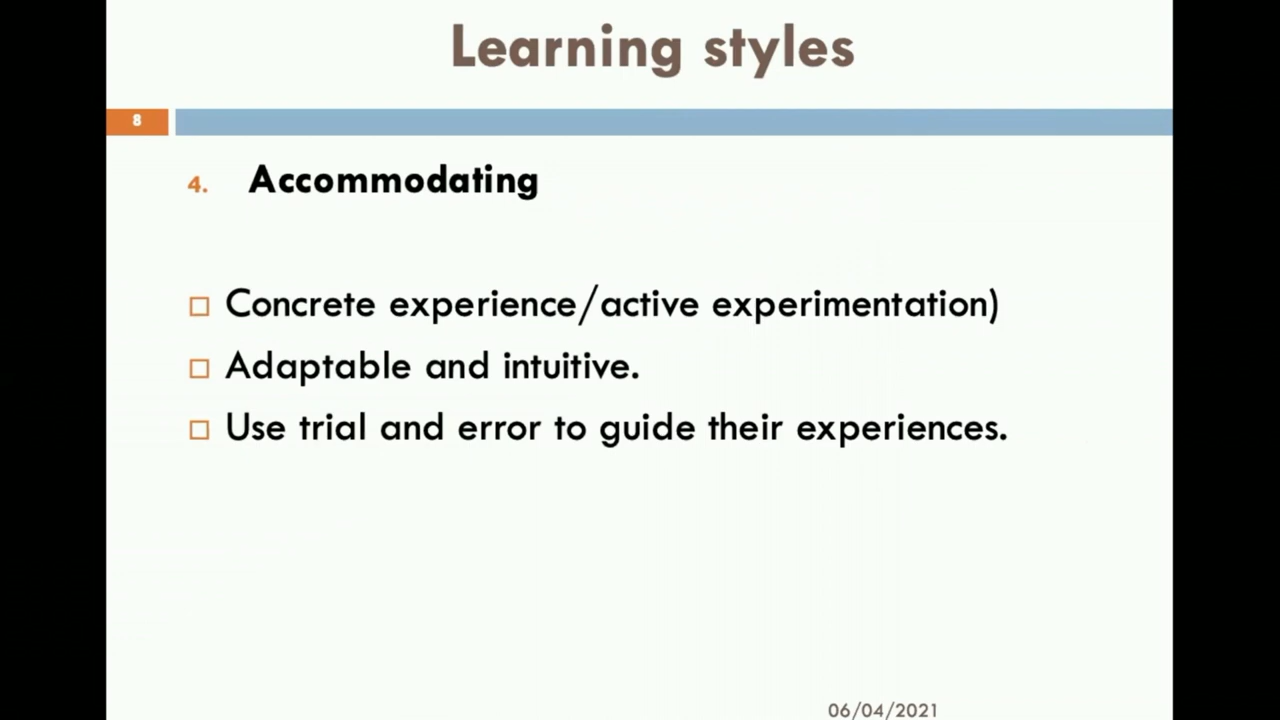 Learning styles
8
4. Accommodating
Concrete experience/active experimentation)
Adaptable and intuitive.
Use trial and error to guide their experiences.
06/04/2021